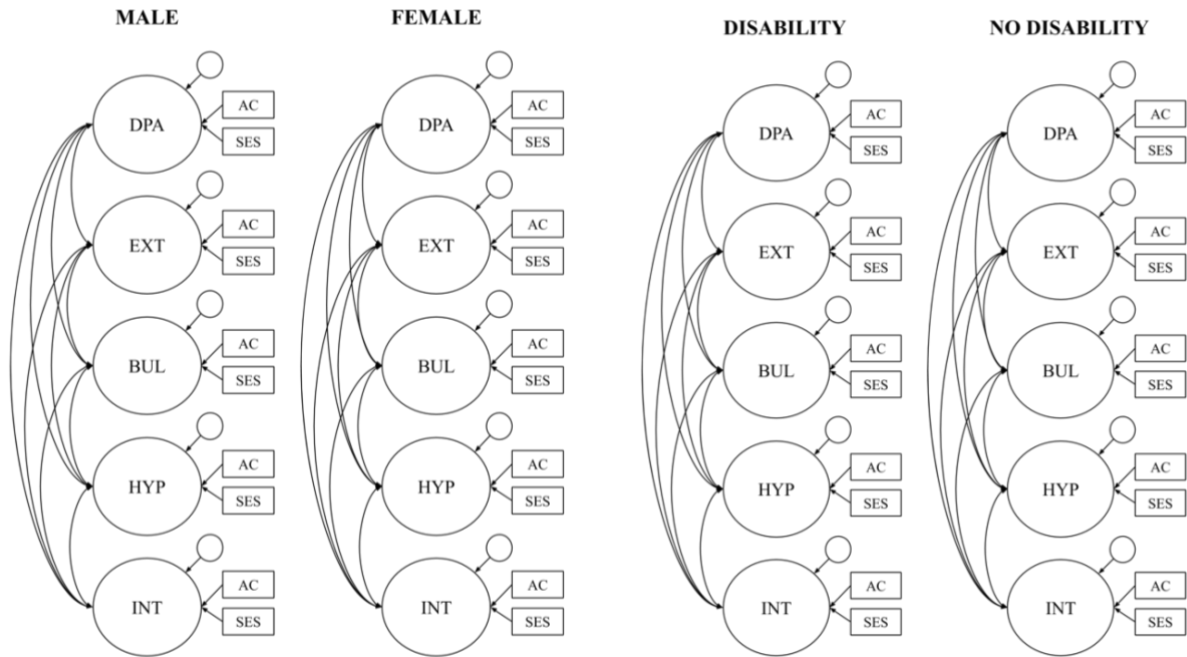 MALE
DPA
AC
SES
EXT
AC
SES
BUL
AC
SES
HYP
AC
SES
INT
AC
SES
FEMALE
DPA
AC
SES
EXT
AC
SES
BUL
AC
SES
HYP
AC
SES
INT
AC
SES
DISABILITY
DPA
AC
SES
EXT
AC
SES
BUL
AC
SES
HYP
AC
SES
INT
AC
SES
NO DISABILITY
DPA
AC
SES
EXT
AC
SES
BUL
AC
SES
HYP
AC
SES
INT
AC
SES